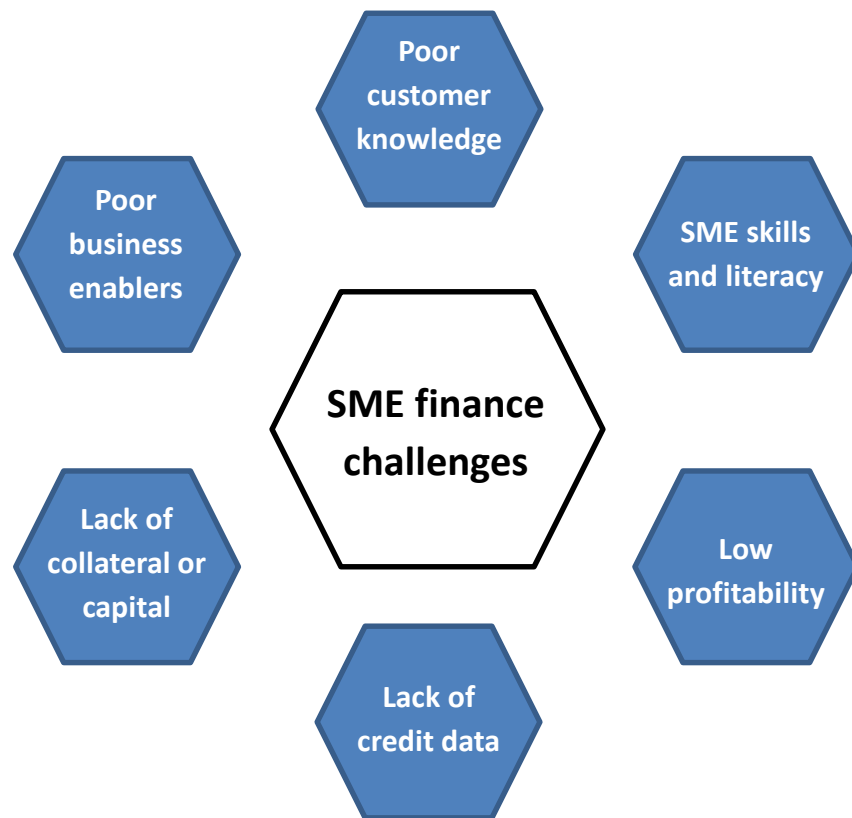 Poor
customer
knowledge
Poor
business
enablers
SME skills
and literacy
SME finance
challenges
Lack of
collateral or
capital
Low
profitability
Lack of
credit data